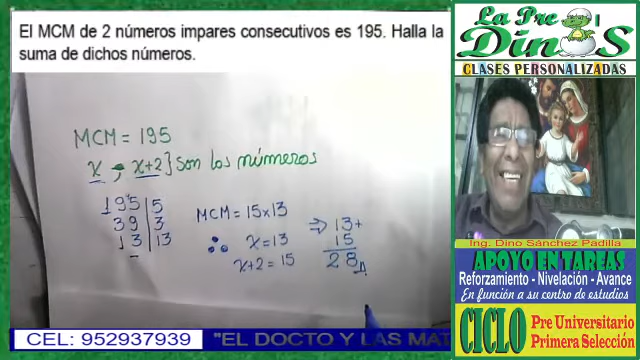 El MCM de 2 números impares consecutivos es 195. Halla la
suma de dichos números.
MCM = 195
x ; x+2} son los números
195 | 5
39 | 3
13 | 13
MCM = 15x13
∴ x = 13
x+2 = 15
⇒ 13+
15
28
CEL: 952937939 "EL DOCTO Y LAS MAT
La Pre
DinoS
CLASES PERSONALIZADAS
Ing. Dino Sánchez Padilla
APOYO EN TAREAS
Reforzamiento - Nivelación - Avance
En función a su centro de estudios
CICLO Pre Universitario
Primera Selección